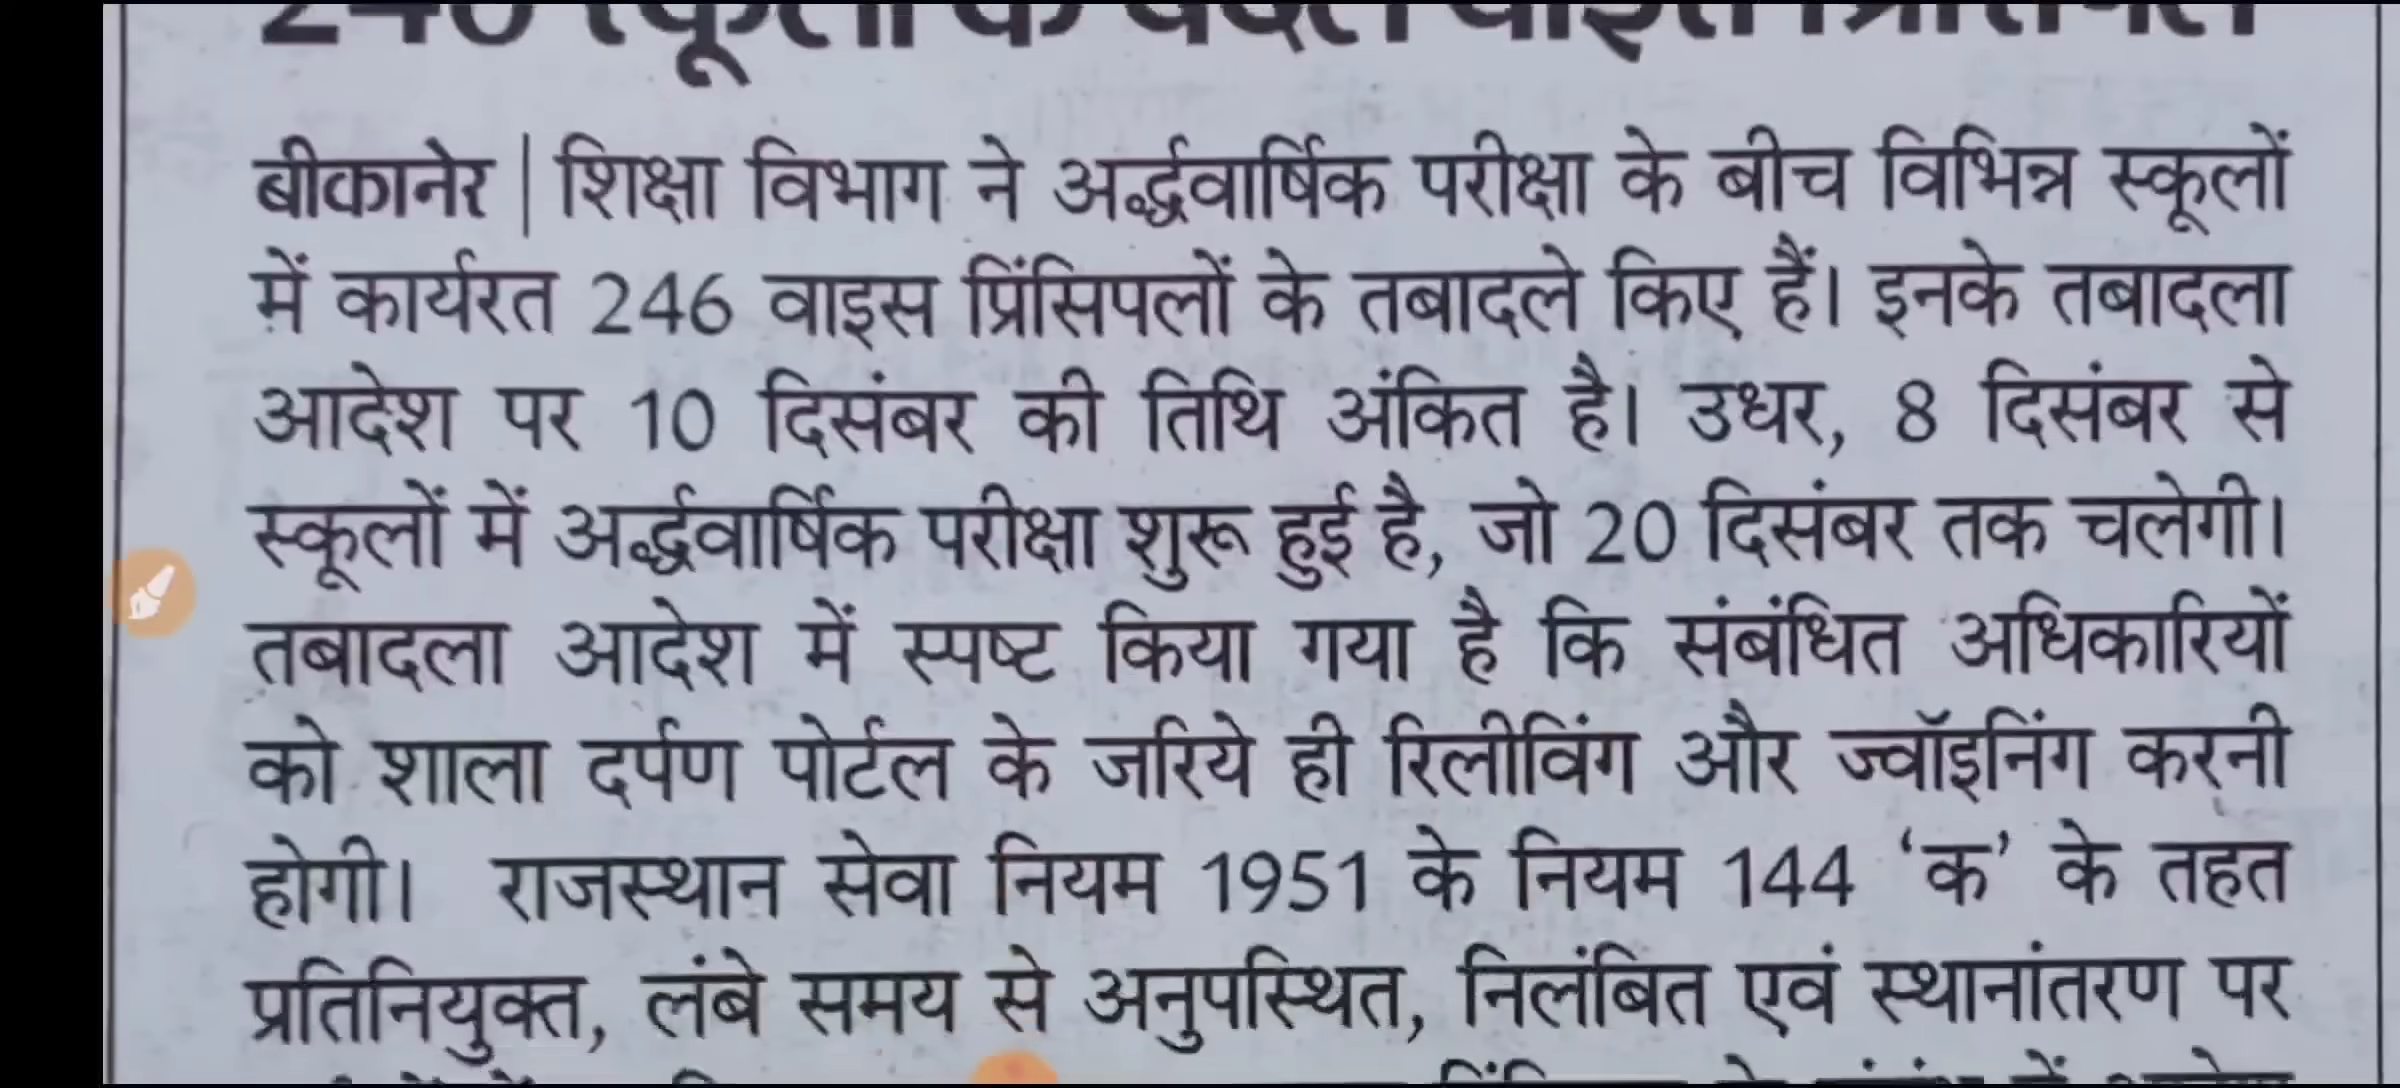 बीकानेर | शिक्षा विभाग ने अर्द्धवार्षिक परीक्षा के बीच विभिन्न स्कूलों
में कार्यरत 246 वाइस प्रिंसिपलों के तबादले किए हैं। इनके तबादला
आदेश पर 10 दिसंबर की तिथि अंकित है। उधर, 8 दिसंबर से
स्कूलों में अर्द्धवार्षिक परीक्षा शुरू हुई है, जो 20 दिसंबर तक चलेगी।
तबादला आदेश में स्पष्ट किया गया है कि संबंधित अधिकारियों
को शाला दर्पण पोर्टल के जरिये ही रिलीविंग और ज्वॉइनिंग करनी
होगी। राजस्थान सेवा नियम 1951 के नियम 144 ‘क’ के तहत
प्रतिनियुक्त, लंबे समय से अनुपस्थित, निलंबित एवं स्थानांतरण पर